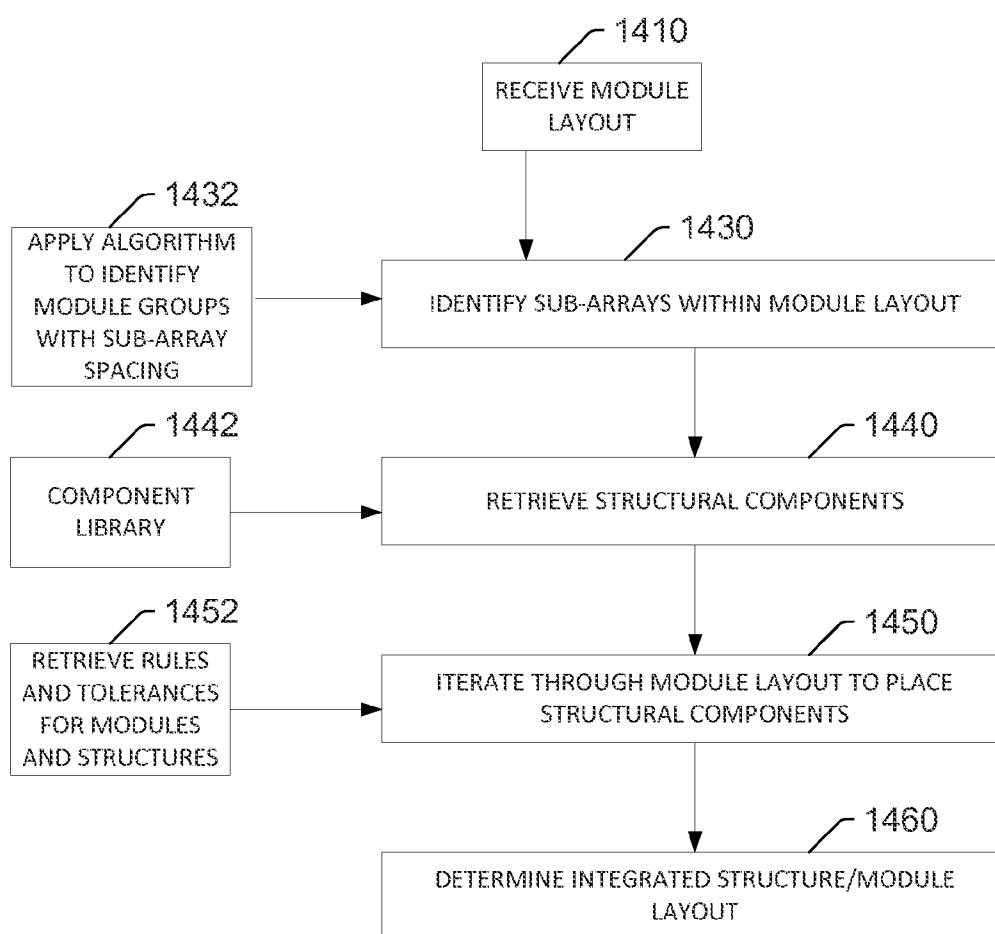 1410
RECEIVE MODULE
LAYOUT
1432
APPLY ALGORITHM
TO IDENTIFY
MODULE GROUPS
WITH SUB-ARRAY
SPACING
1430
IDENTIFY SUB-ARRAYS WITHIN MODULE LAYOUT
1442
COMPONENT
LIBRARY
1440
RETRIEVE STRUCTURAL COMPONENTS
1452
RETRIEVE RULES
AND TOLERANCES
FOR MODULES
AND STRUCTURES
1450
ITERATE THROUGH MODULE LAYOUT TO PLACE
STRUCTURAL COMPONENTS
1460
DETERMINE INTEGRATED STRUCTURE/MODULE
LAYOUT